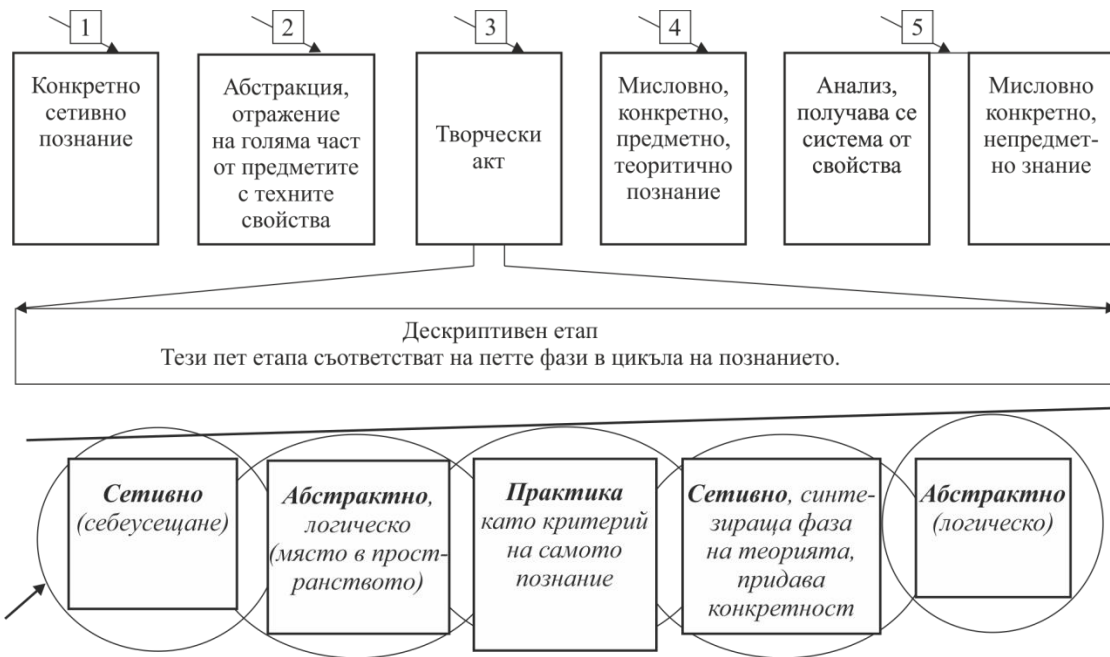 1
2
3
4
5
Конкретно
сетивно
познание
Абстракция,
отражение
на голяма част
от предметите
с техните
свойства
Творчески
акт
Мисловно,
конкретно,
предметно,
теоритично
познание
Анализ,
получава се
система от
свойства
Мисловно
конкретно,
непредмет-
но знание
Дескриптивен етап
Тези пет етапа съответстват на петте фази в цикъла на познанието.
Сетивно
(себеусещане)
Абстрактно,
логическо
(място в прост-
ранството)
Практика
като критерий
на самото
познание
Сетивно, синте-
зираща фаза
на теорията,
придава
конкретност
Абстрактно
(логическо)